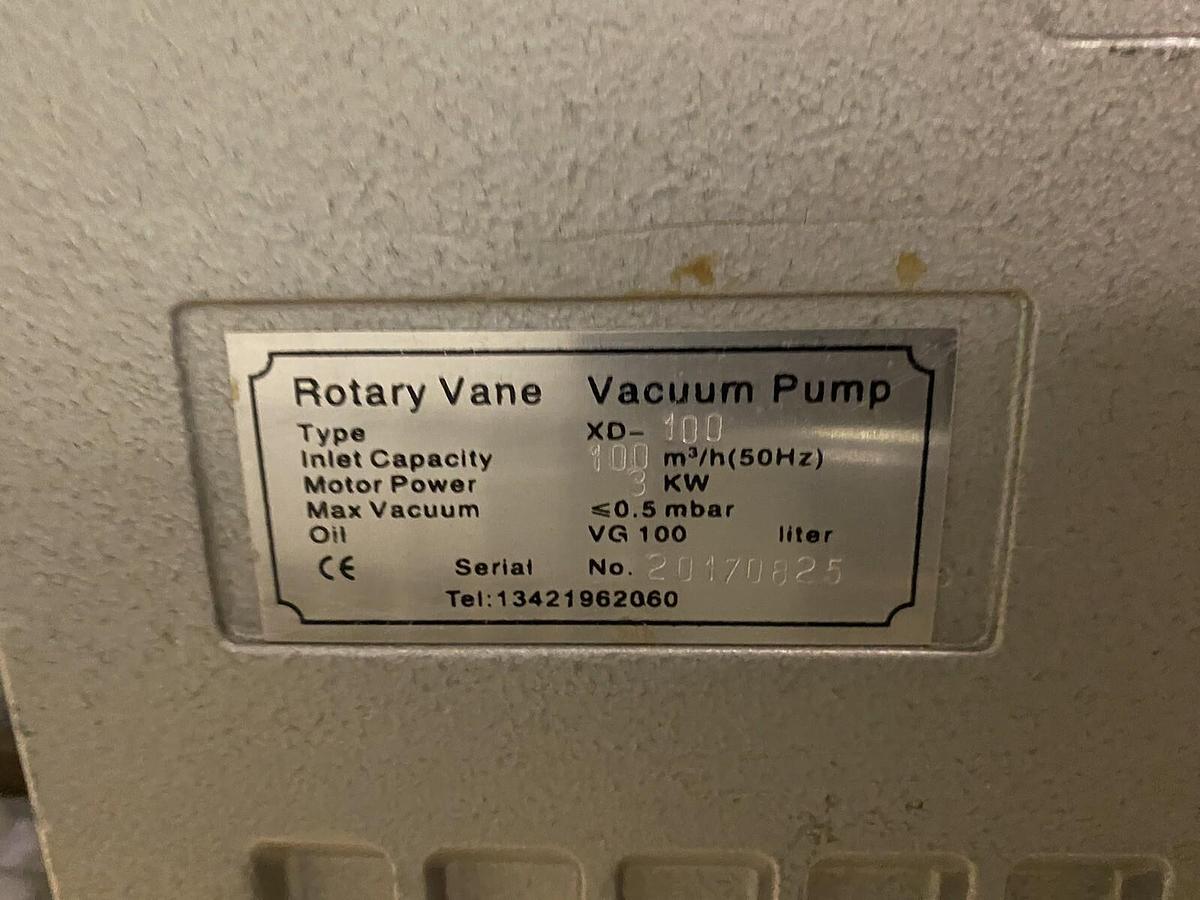 Rotary Vane Vacuum Pump
Type XD- 100
Inlet Capacity 100 m³/h(50Hz)
Motor Power 3 KW
Max Vacuum ≤0.5 mbar
Oil VG 100 liter
CE Serial No. 20170825
Tel:13421962060